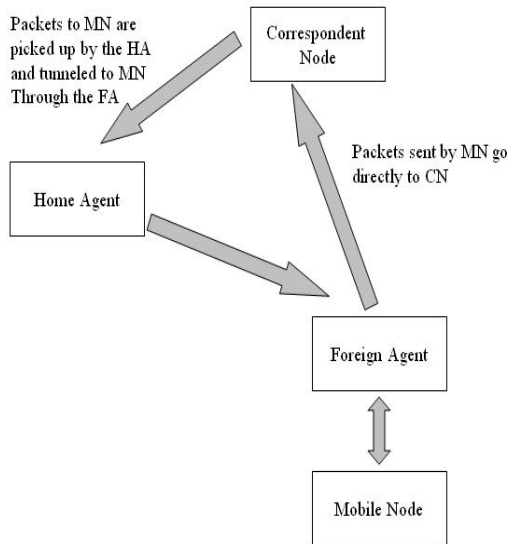 Packets to MN are
picked up by the HA
and tunneled to MN
Through the FA
Correspondent
Node
Packets sent by MN go
directly to CN
Home Agent
Foreign Agent
Mobile Node